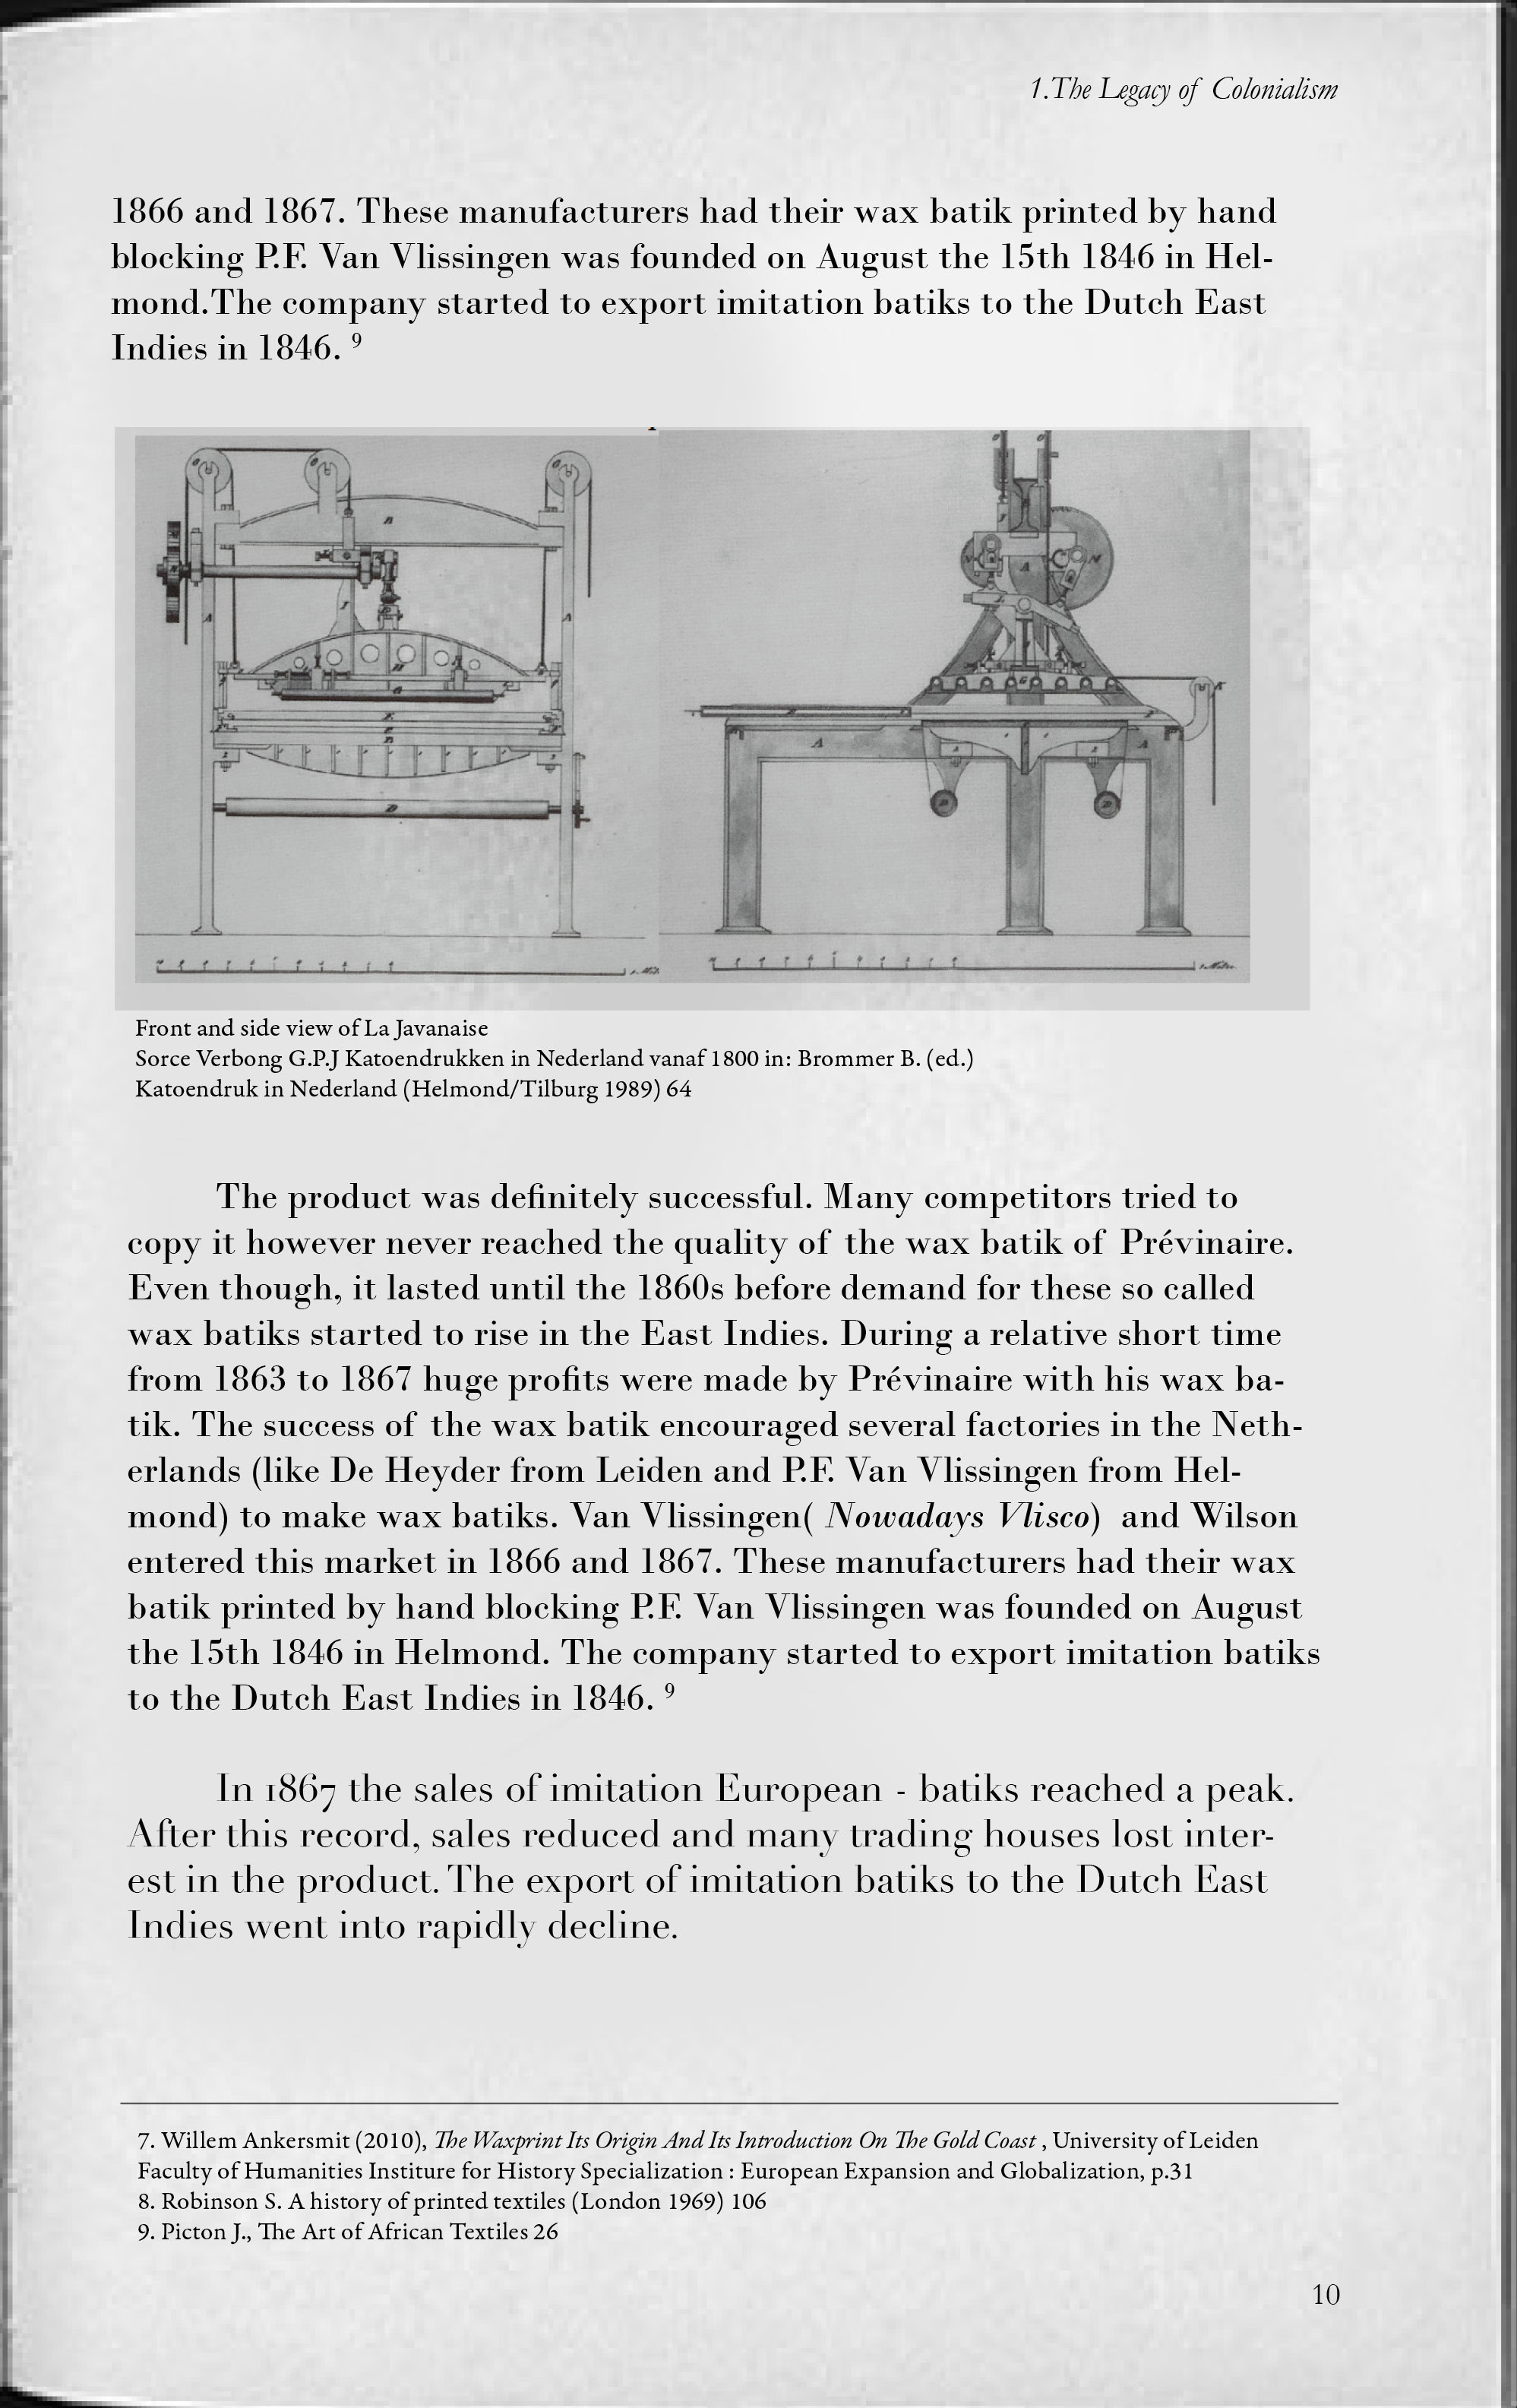 1.The Legacy of Colonialism
1866 and 1867. These manufacturers had their wax batik printed by hand
blocking P.F. Van Vlissingen was founded on August the 15th 1846 in Hel-
mond.The company started to export imitation batiks to the Dutch East
Indies in 1846. 9
Front and side view of La Javanaise
Sorce Verbong G.P.J Katoendrukken in Nederland vanaf 1800 in: Brommer B. (ed.)
Katoendruk in Nederland (Helmond/Tilburg 1989) 64
The product was definitely successful. Many competitors tried to
copy it however never reached the quality of the wax batik of Prévinaire.
Even though, it lasted until the 1860s before demand for these so called
wax batiks started to rise in the East Indies. During a relative short time
from 1863 to 1867 huge profits were made by Prévinaire with his wax ba-
tik. The success of the wax batik encouraged several factories in the Neth-
erlands (like De Heyder from Leiden and P.F. Van Vlissingen from Hel-
mond) to make wax batiks. Van Vlissingen( Nowadays Vlisco) and Wilson
entered this market in 1866 and 1867. These manufacturers had their wax
batik printed by hand blocking P.F. Van Vlissingen was founded on August
the 15th 1846 in Helmond. The company started to export imitation batiks
to the Dutch East Indies in 1846. 9
In 1867 the sales of imitation European - batiks reached a peak.
After this record, sales reduced and many trading houses lost inter-
est in the product. The export of imitation batiks to the Dutch East
Indies went into rapidly decline.
7. Willem Ankersmit (2010), The Waxprint Its Origin And Its Introduction On The Gold Coast , University of Leiden
Faculty of Humanities Institure for History Specialization : European Expansion and Globalization, p.31
8. Robinson S. A history of printed textiles (London 1969) 106
9. Picton J., The Art of African Textiles 26
10